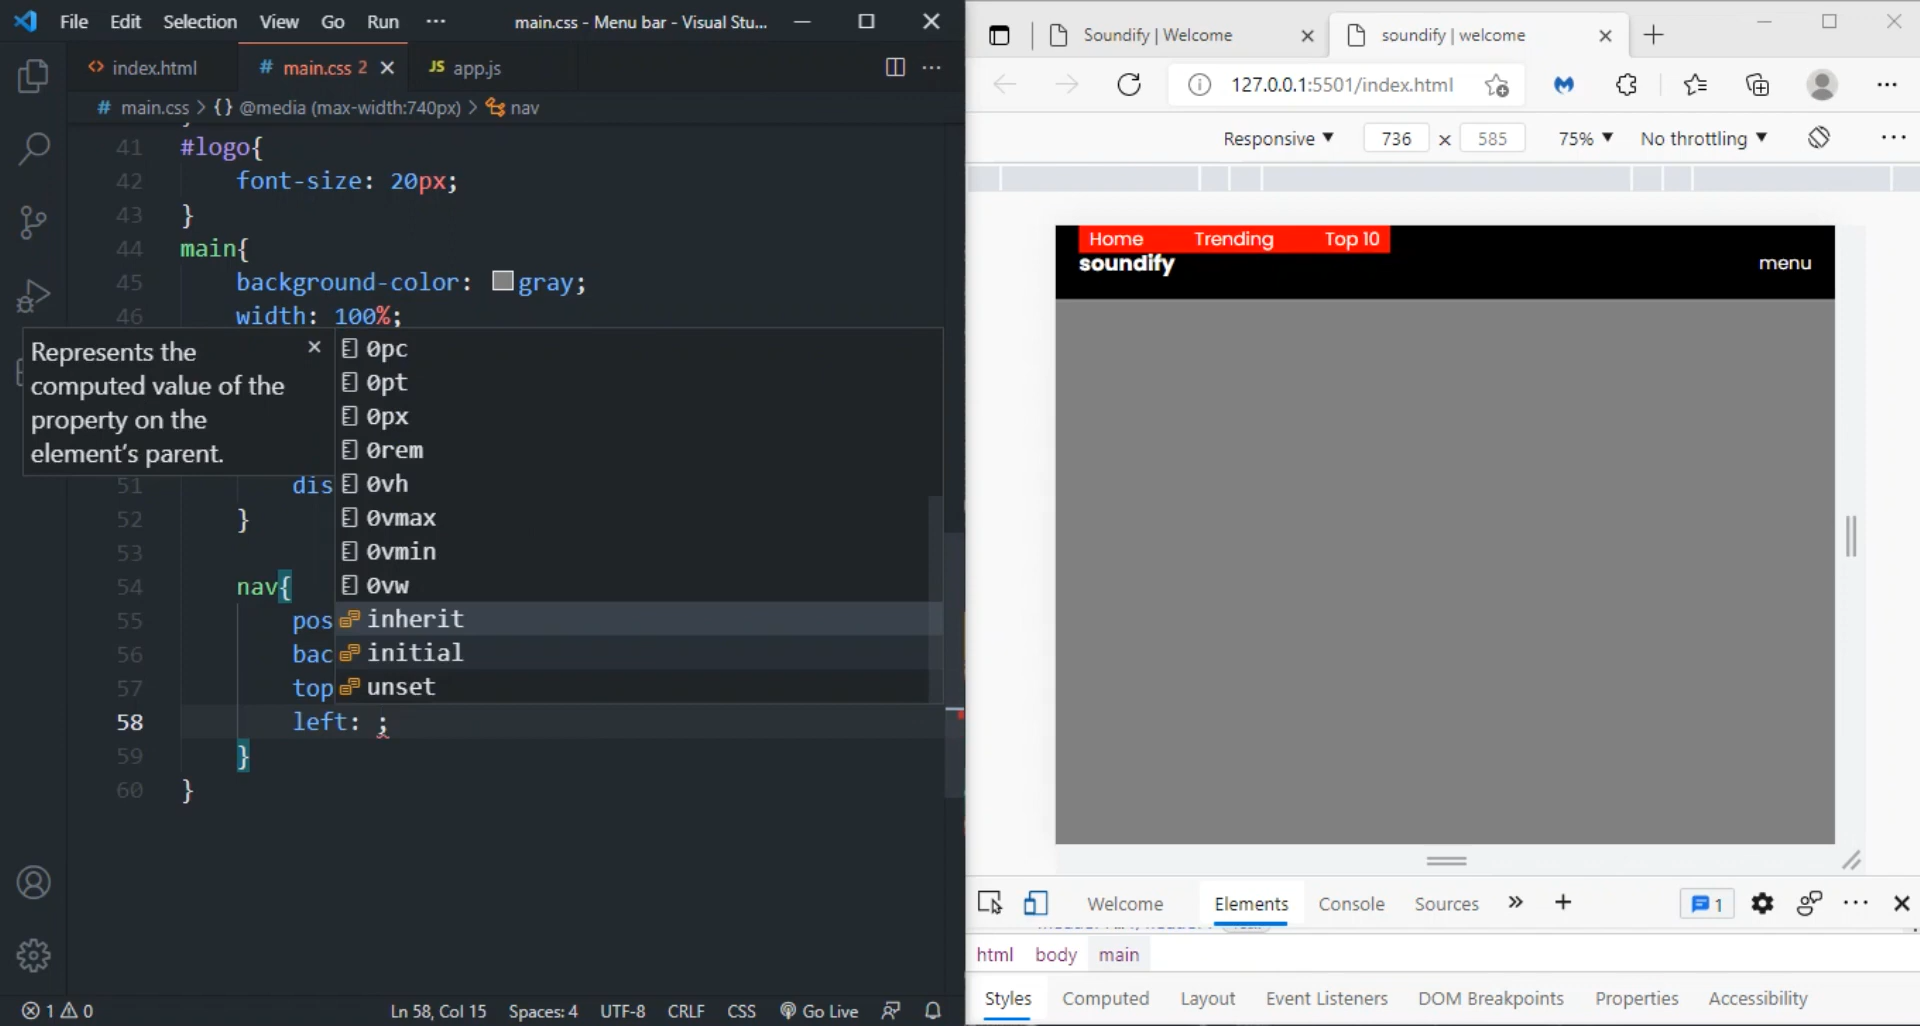 File Edit Selection View Go Run ··· main.css - Menu bar - Visual Stu...
index.html
main.css 2
JS app.js
# main.css > {} @media (max-width:740px) > nav
41 #logo{
42 font-size: 20px;
43 }
44 main{
45 background-color: gray;
46 width: 100%;
Represents the
computed value of the
property on the
element's parent.
0pc
0pt
0px
0rem
0vh
0vmax
0vmin
0vw
inherit
initial
unset
51 dis
52 }
53
54 nav{
55 pos
56 bac
57 top
58 left: ;
59 }
60 }
1 0
Ln 58, Col 15 Spaces: 4 UTF-8 CRLF CSS Go Live
Soundify | Welcome
soundify | welcome
127.0.0.1:5501/index.html
Responsive 736 x 585 75% No throttling
Home Trending Top 10
soundify menu
Welcome Elements Console Sources » + 1
html body main
Styles Computed Layout Event Listeners DOM Breakpoints Properties Accessibility